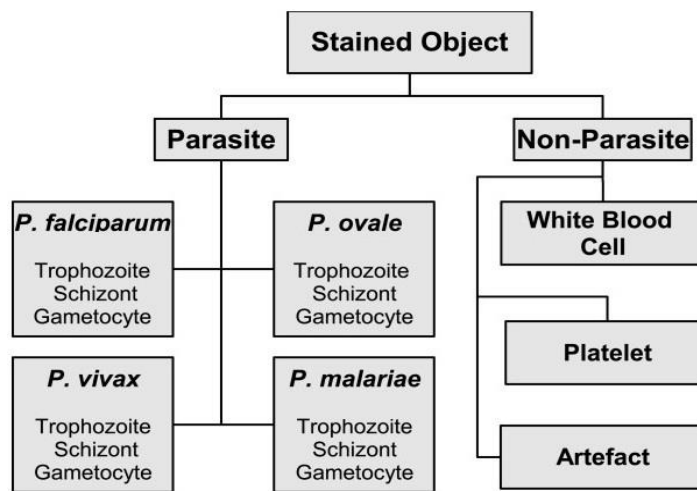 Stained Object
Parasite
Non-Parasite
P. falciparum
Trophozoite
Schizont
Gametocyte
P. ovale
Trophozoite
Schizont
Gametocyte
P. vivax
Trophozoite
Schizont
Gametocyte
P. malariae
Trophozoite
Schizont
Gametocyte
White Blood
Cell
Platelet
Artefact